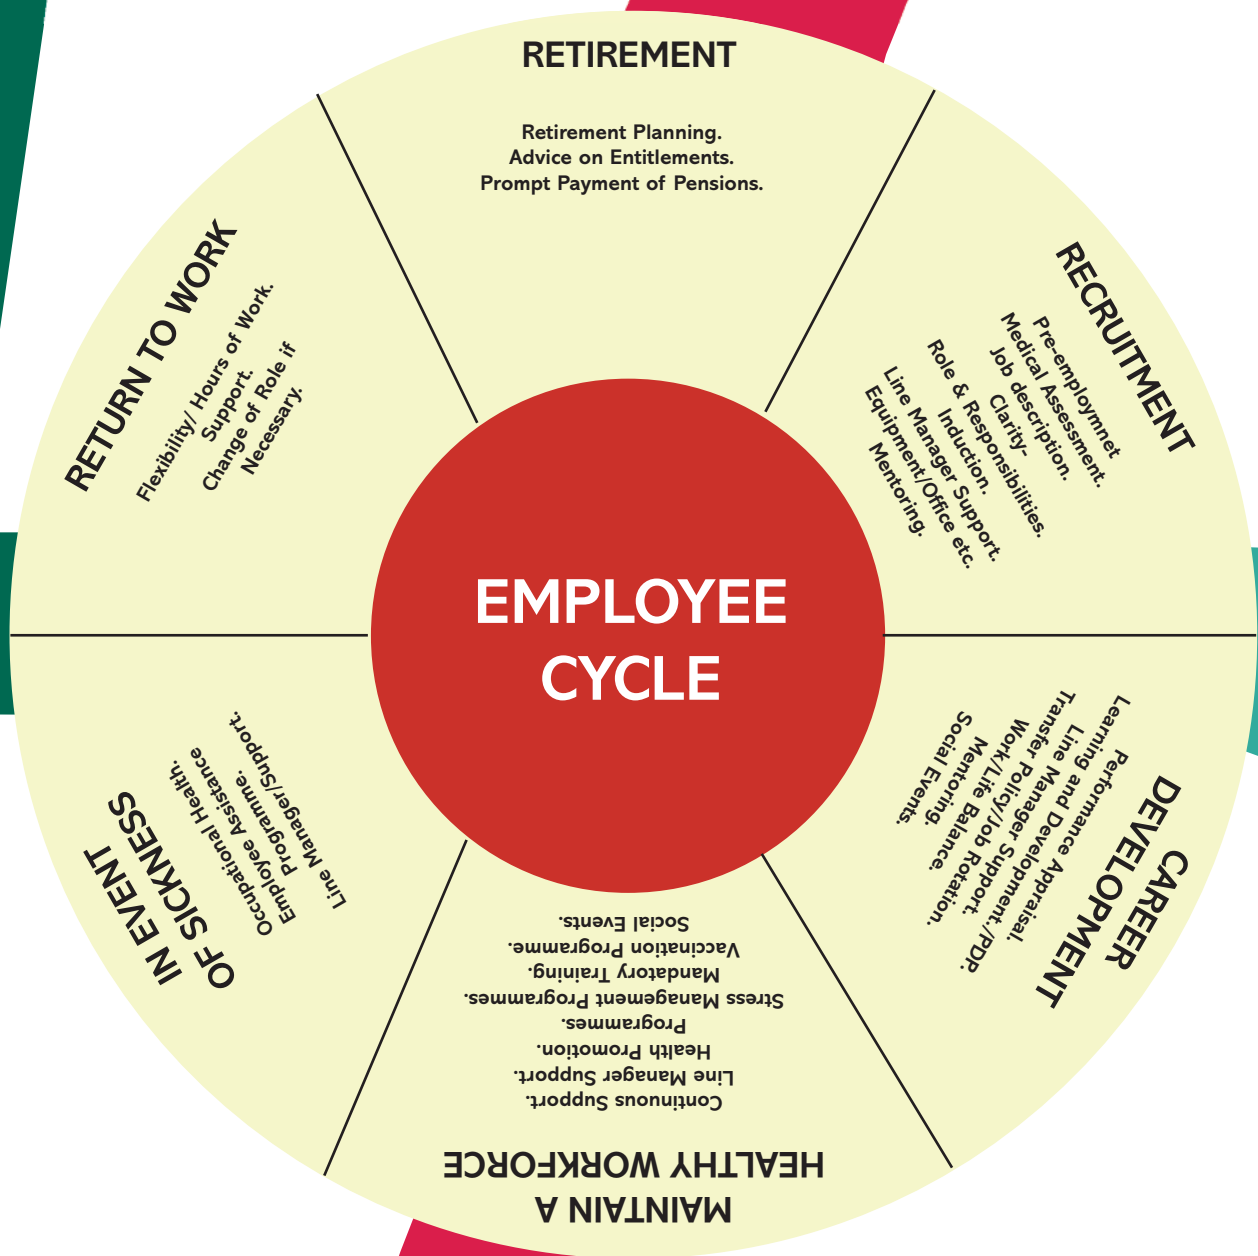 RETIREMENT
Retirement Planning.
Advice on Entitlements.
Prompt Payment of Pensions.
RECRUITMENT
Pre-employmnet
Medical Assessment.
Job description.
Clarity-
Role & Responsibilities.
Induction.
Line Manager Support.
Equipment/Office etc.
Mentoring.
CAREER
DEVELOPMENT
Performance Appraisal.
Learning and Development./PDP.
Line Manager Support.
Transfer Policy/Job Rotation.
Work/Life Balance.
Mentoring.
Social Events.
MAINTAIN A
HEALTHY WORKFORCE
Continuous Support.
Line Manager Support.
Health Promotion.
Programmes.
Stress Management Programmes.
Mandatory Training.
Vaccination Programme.
Social Events.
IN EVENT
OF SICKNESS
Occupational Health.
Employee Assistance
Programme.
Line Manager/Support.
RETURN TO WORK
Flexibility/ Hours of Work.
Support.
Change of Role if
Necessary.
EMPLOYEE
CYCLE